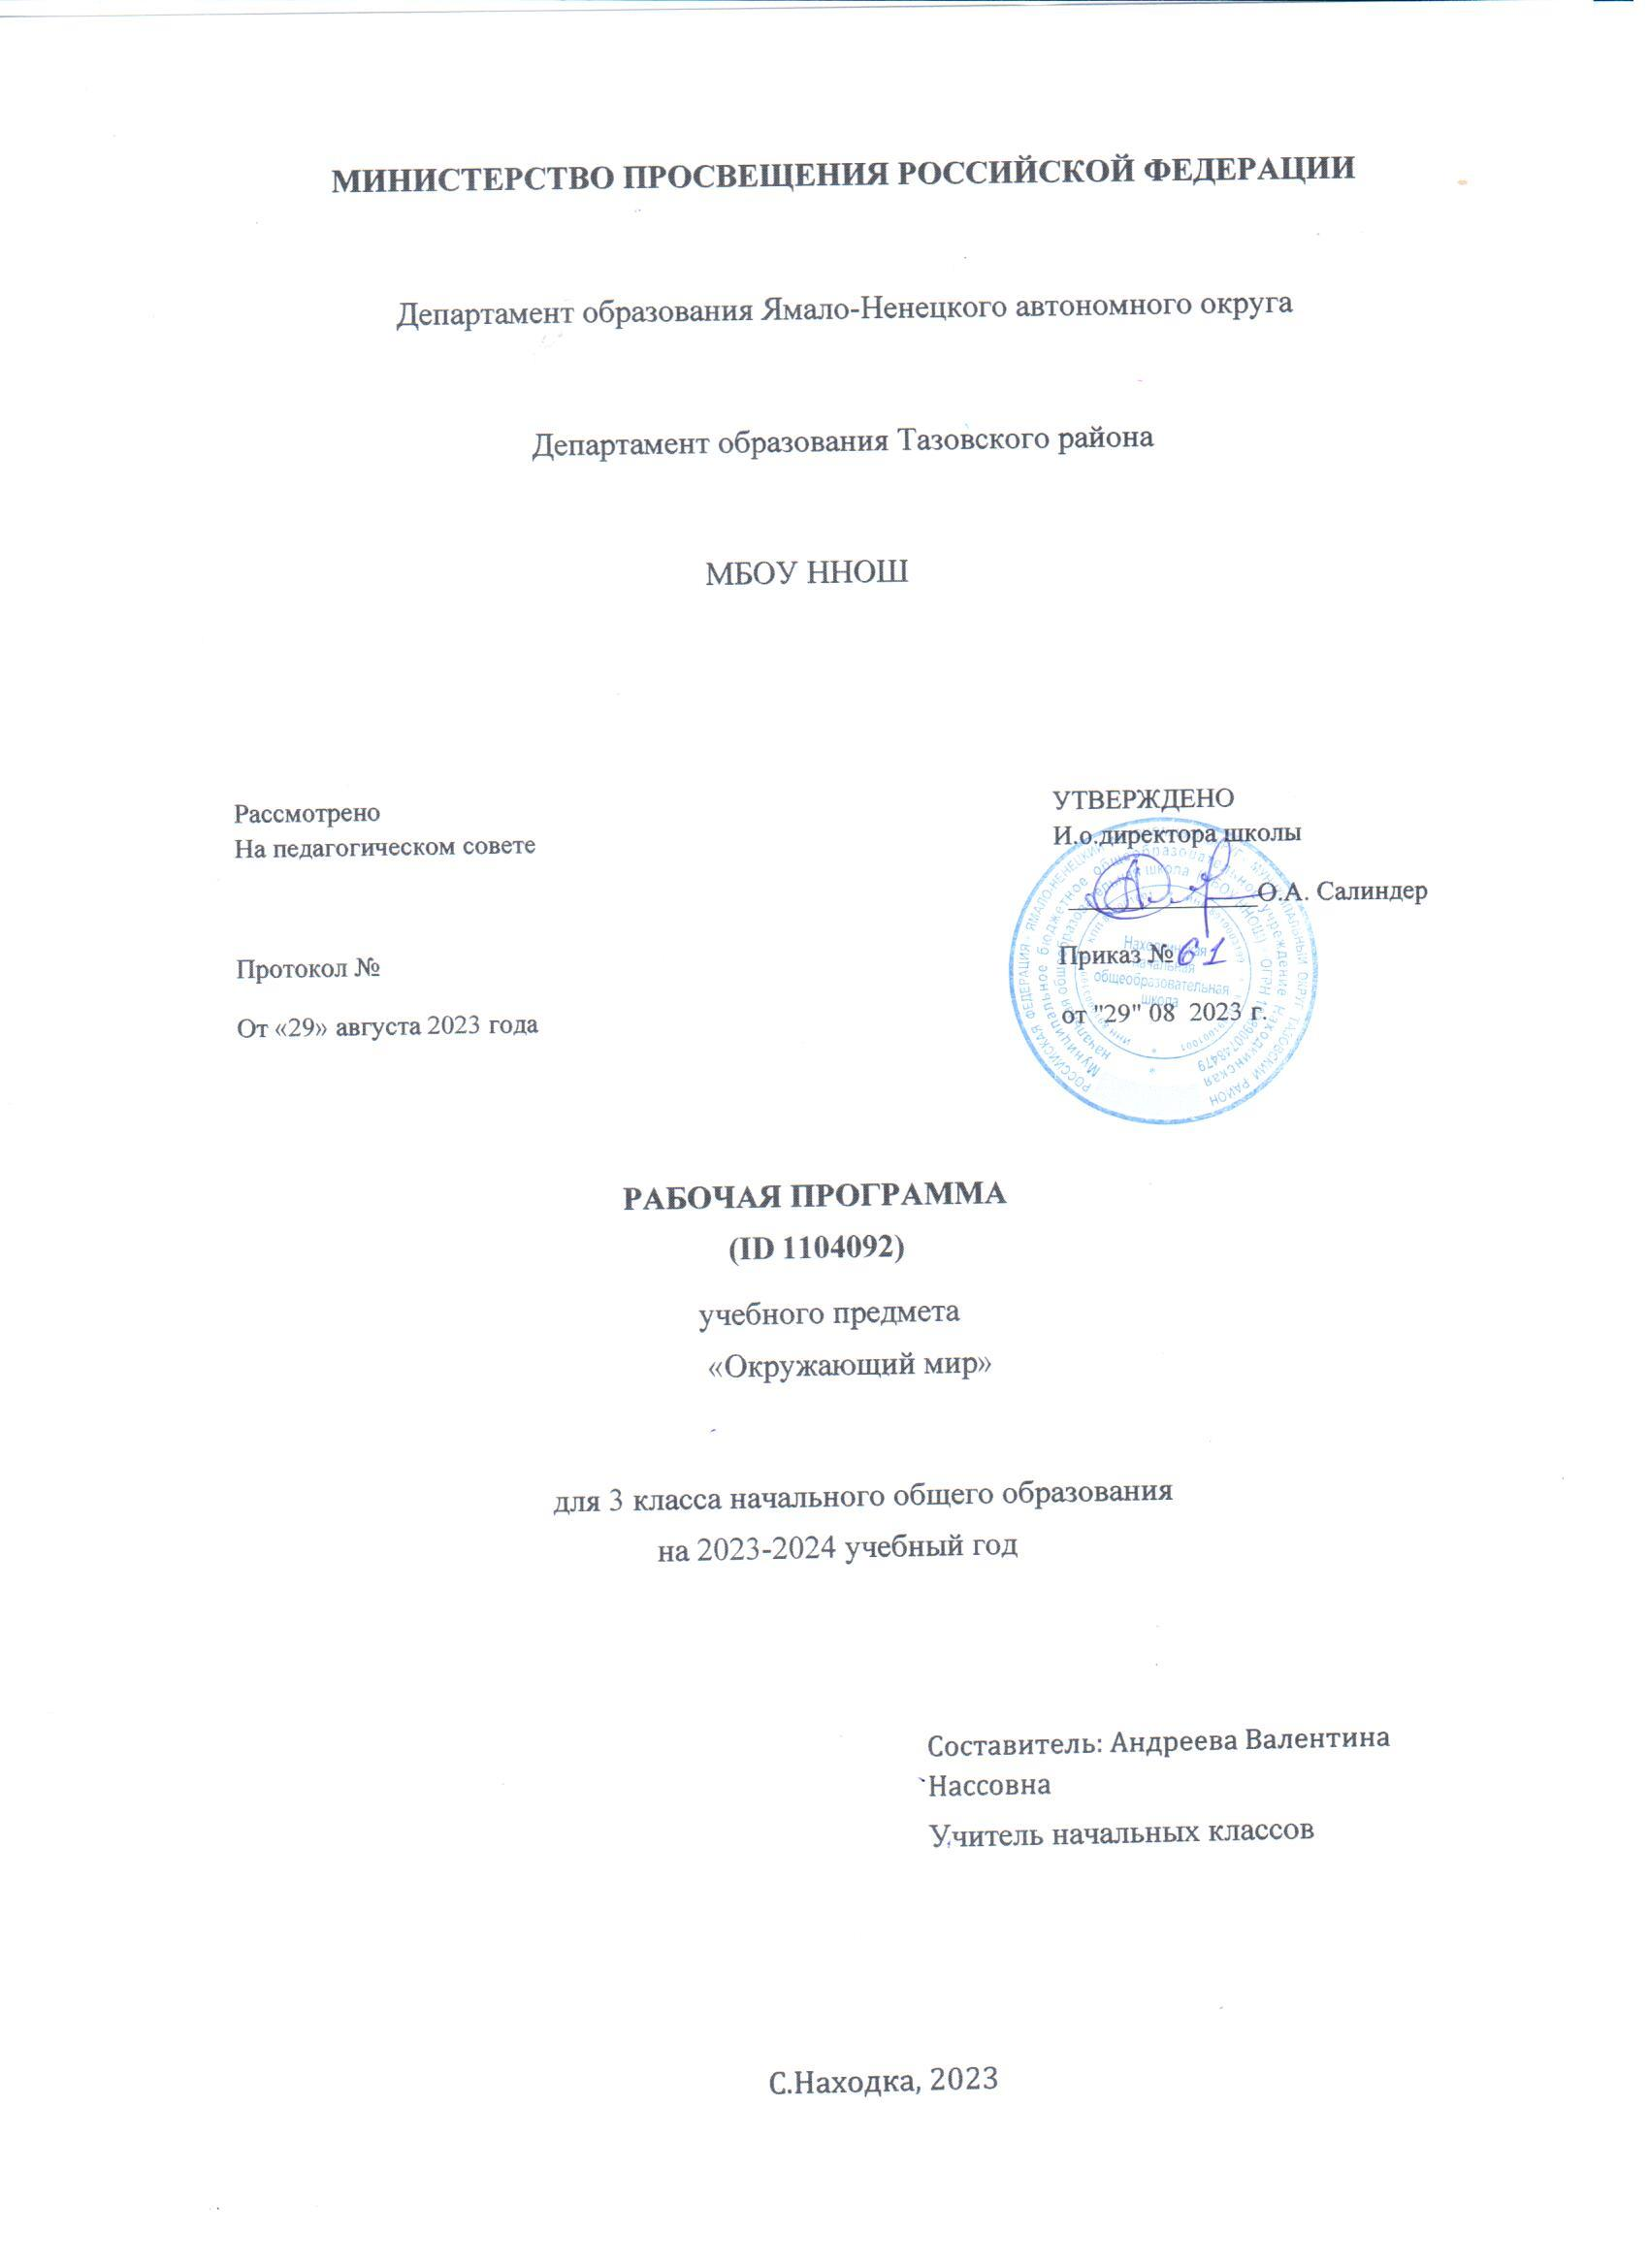 МИНИСТЕРСТВО ПРОСВЕЩЕНИЯ РОССИЙСКОЙ ФЕДЕРАЦИИ
Департамент образования Ямало-Ненецкого автономного округа
Департамент образования Тазовского района
МБОУ ННОШ
Рассмотрено
На педагогическом совете
Протокол №
От «29» августа 2023 года
УТВЕРЖДЕНО
И.о.директора школы
О.А. Салиндер
Приказ № 61
от "29" 08 2023 г.
общеобразовательная
школа
РАБОЧАЯ ПРОГРАММА
(ID 1104092)
учебного предмета
«Окружающий мир»
для 3 класса начального общего образования
на 2023-2024 учебный год
Составитель: Андреева Валентина
Нассовна
Учитель начальных классов
С.Находка, 2023